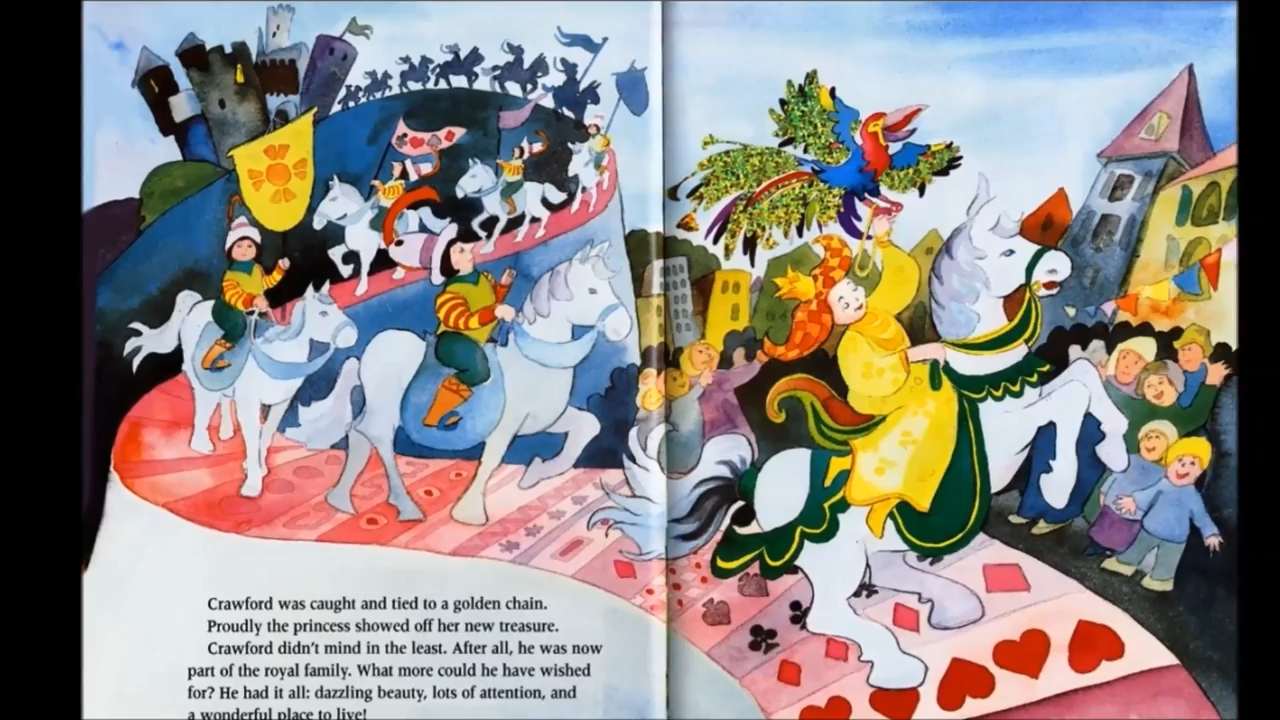 Crawford was caught and tied to a golden chain.
Proudly the princess showed off her new treasure.
Crawford didn't mind in the least. After all, he was now
part of the royal family. What more could he have wished
for? He had it all: dazzling beauty, lots of attention, and
a wonderful place to live!